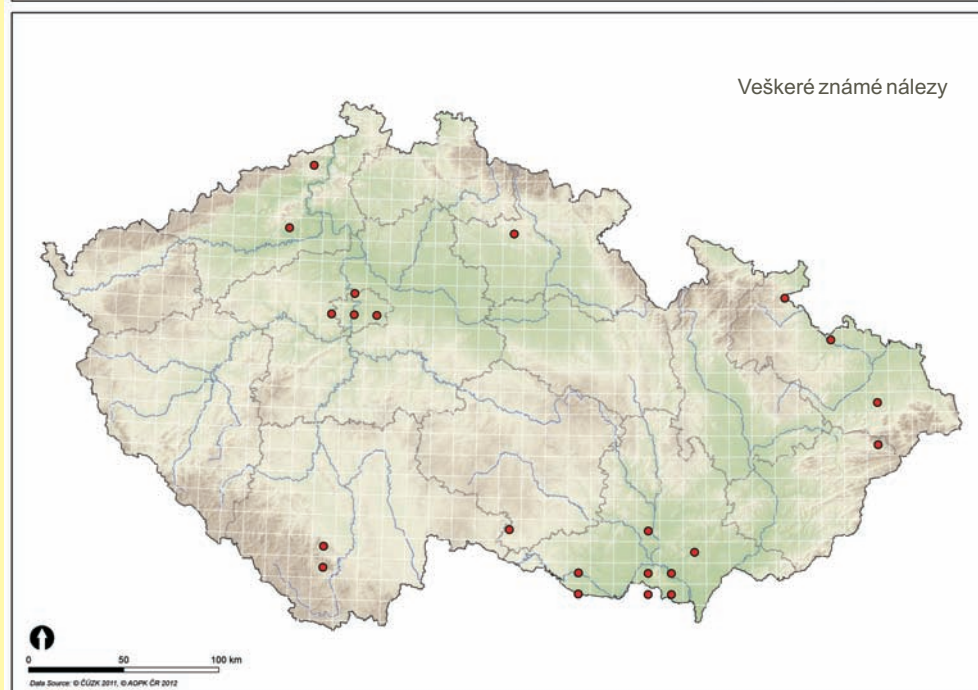 Veškeré známé nálezy
0 50 100 km
Data Source: © ČÚZK 2011, © AOPK ČR 2012